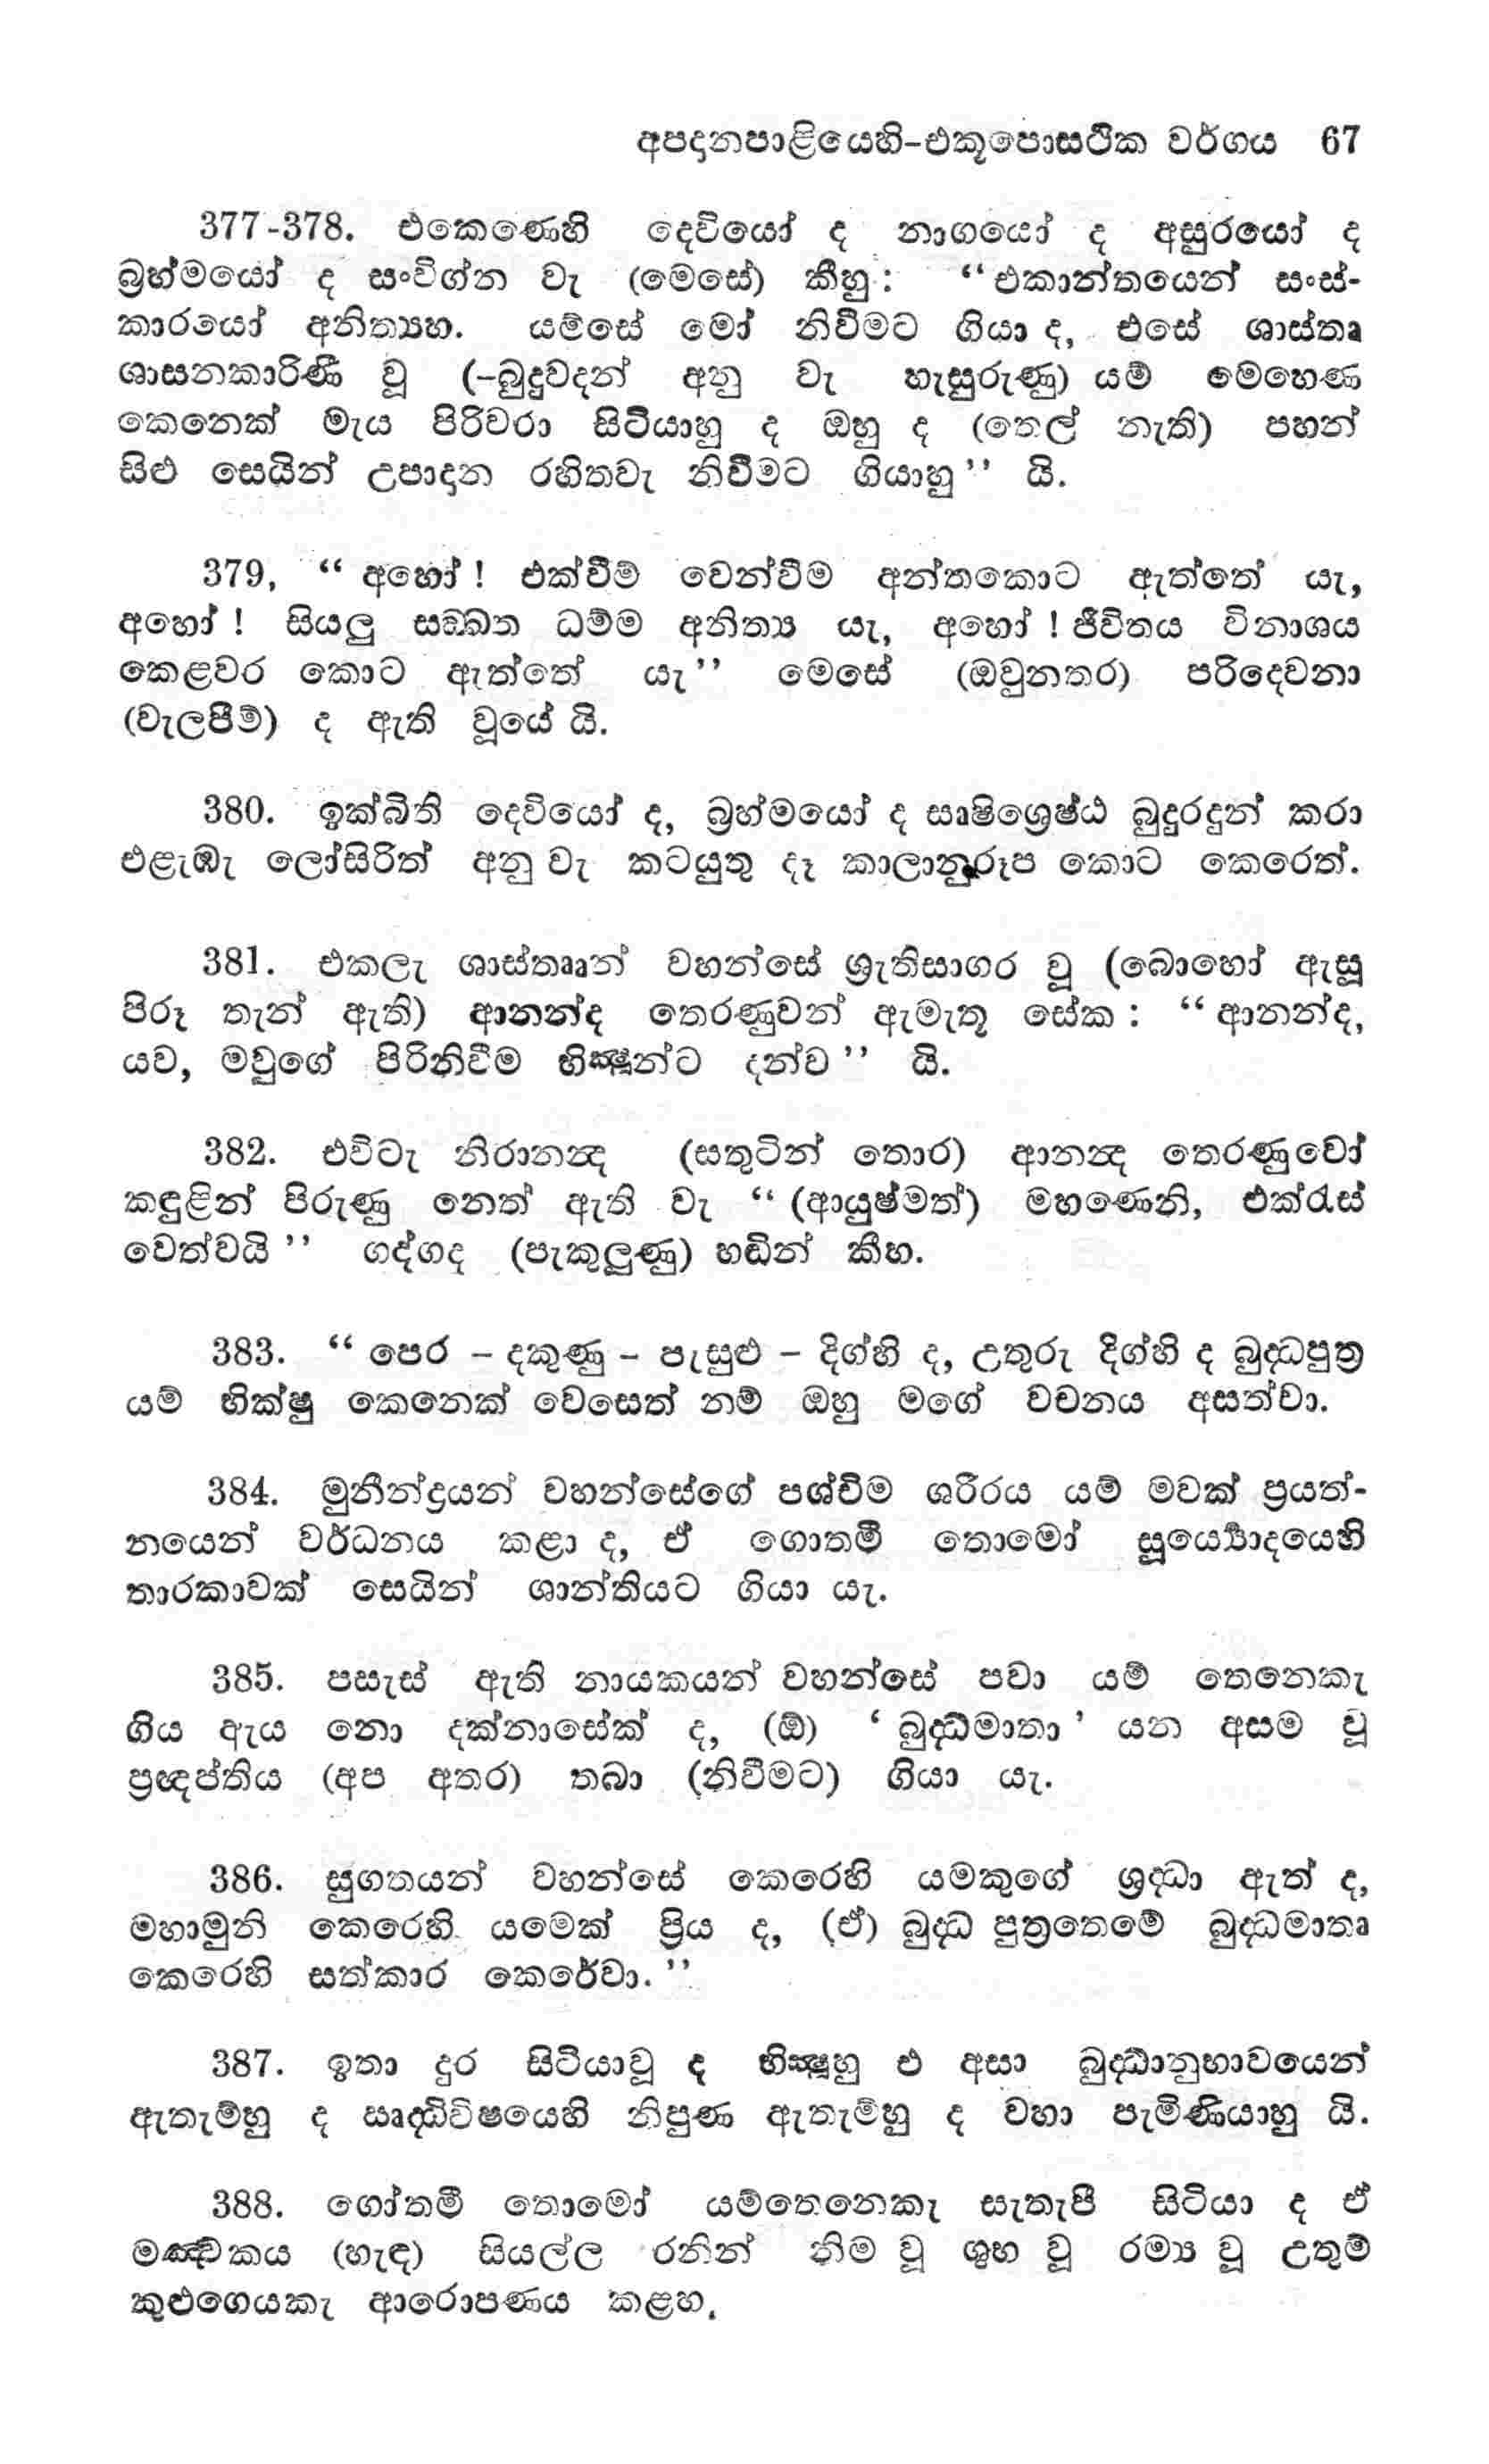 අපදානපාළියෙහි-එකූපොසථික වර්ගය 67
377-378. එකෙණෙහි දෙවියෝ ද නාගයෝ ද අසුරයෝ ද
බ්‍රහ්මයෝ ද සංවිග්න වැ (මෙසේ) කීහු: “එකාන්තයෙන් සංස්-
කාරයෝ අනිත්‍යහ. යම්සේ මෝ නිවීමට ගියා ද, එසේ ශාස්තෘ
ශාසනකාරිණී වූ (-බුදුවදන් අනු වැ හැසුරුණු) යම් මෙහෙණ
කෙනෙක් මැය පිරිවරා සිටියාහු ද ඔහු ද (තෙල් නැති) පහන්
සිළු සෙයින් උපාදාන රහිතවැ නිවීමට ගියාහු” යි.
379, “අහෝ! එක්වීම් වෙන්වීම අන්තකොට ඇත්තේ යැ,
අහෝ! සියලු සඞ්ඛත ධම්ම අනිත්‍ය යැ, අහෝ! ජීවිතය විනාශය
කෙළවර කොට ඇත්තේ යැ” මෙසේ (ඔවුනතර) පරිදෙවනා
(වැලපීම්) ද ඇති වූයේ යි.
380. ඉක්බිති දෙවියෝ ද, බ්‍රහ්මයෝ ද සෘෂිශ්‍රෙෂ්ඨ බුදුරදුන් කරා
එළැඹැ ලෝසිරිත් අනු වැ කටයුතු දෑ කාලානුරූප කොට කෙරෙත්.
381. එකලැ ශාස්තෲන් වහන්සේ ශ්‍රැතිසාගර වූ (බොහෝ ඇසූ
පිරූ තැන් ඇති) ආනන්ද තෙරණුවන් ඇමැතූ සේක: “ආනන්ද,
යව, මවුගේ පිරිනිවීම භික්‍ෂූන්ට දන්ව” යි.
382. එවිටැ නිරානන්‍ද (සතුටින් තොර) ආනන්‍ද තෙරණුවෝ
කඳුළින් පිරුණු නෙත් ඇති වැ “(ආයුෂ්මත්) මහණෙනි, එක්රැස්
වෙත්වයි” ගද්ගද (පැකුලුණු) හඬින් කීහ.
383. “පෙර – දකුණු – පැසුළු – දිග්හි ද, උතුරු දිග්හි ද බුද්‍ධපුත්‍ර
යම් භික්ෂු කෙනෙක් වෙසෙත් නම් ඔහු මගේ වචනය අසත්වා.
384. මුනීන්ද්‍රයන් වහන්සේගේ පශ්චිම ශරීරය යම් මවක් ප්‍රයත්-
නයෙන් වර්ධනය කළා ද, ඒ ගොතමී තොමෝ සූර්‍ය්‍යොදයෙහි
තාරකාවක් සෙයින් ශාන්තියට ගියා යැ.
385. පසැස් ඇති නායකයන් වහන්සේ පවා යම් තෙනෙකැ
ගිය ඇය නො දක්නාසේක් ද, (ඕ) ‘බුද්‍ධමාතා’ යන අසම වූ
ප්‍රඥප්තිය (අප අතර) තබා (නිවීමට) ගියා යැ.
386. සුගතයන් වහන්සේ කෙරෙහි යමකුගේ ශ්‍රද්‍ධා ඇත් ද,
මහාමුනි කෙරෙහි යමෙක් ප්‍රිය ද, (ඒ) බුද්‍ධ පුත්‍රතෙමේ බුද්‍ධමාතෘ
කෙරෙහි සත්කාර කෙරේවා.”
387. ඉතා දුර සිටියාවූ ද භික්‍ෂූහු එ අසා බුද්‍ධානුභාවයෙන්
ඇතැම්හු ද සෘද්‍ධිවිෂයෙහි නිපුණ ඇතැම්හු ද වහා පැමිණියාහු යි.
388. ගෝතමී තොමෝ යම්තෙනෙකැ සැතැපී සිටියා ද ඒ
මඤ්චකය (හැඳ) සියල්ල රනින් නිම වූ ශුභ වූ රම්‍ය වූ උතුම්
කුළුගෙයකැ ආරොපණය කළහ.